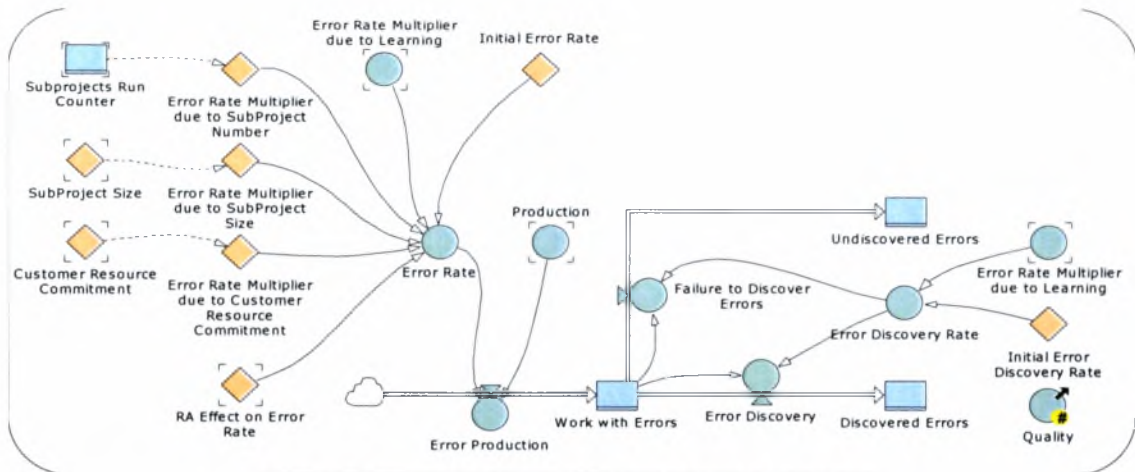 Error Rate Multiplier
due to Learning
Initial Error Rate
Subprojects Run
Counter
Error Rate Multiplier
due to SubProject
Number
SubProject Size
Error Rate Multiplier
due to SubProject
Size
Production
Customer Resource
Commitment
Error Rate Multiplier
due to Customer
Resource
Commitment
Error Rate
Undiscovered Errors
Failure to Discover
Errors
Error Rate Multiplier
due to Learning
Error Discovery Rate
Initial Error
Discovery Rate
RA Effect on Error
Rate
Error Production
Work with Errors
Error Discovery
Discovered Errors
#
Quality